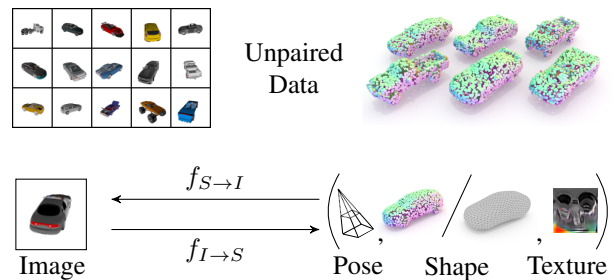 Unpaired
Data
f_{S→I}
f_{I→S}
( , / , )
Image Pose Shape Texture